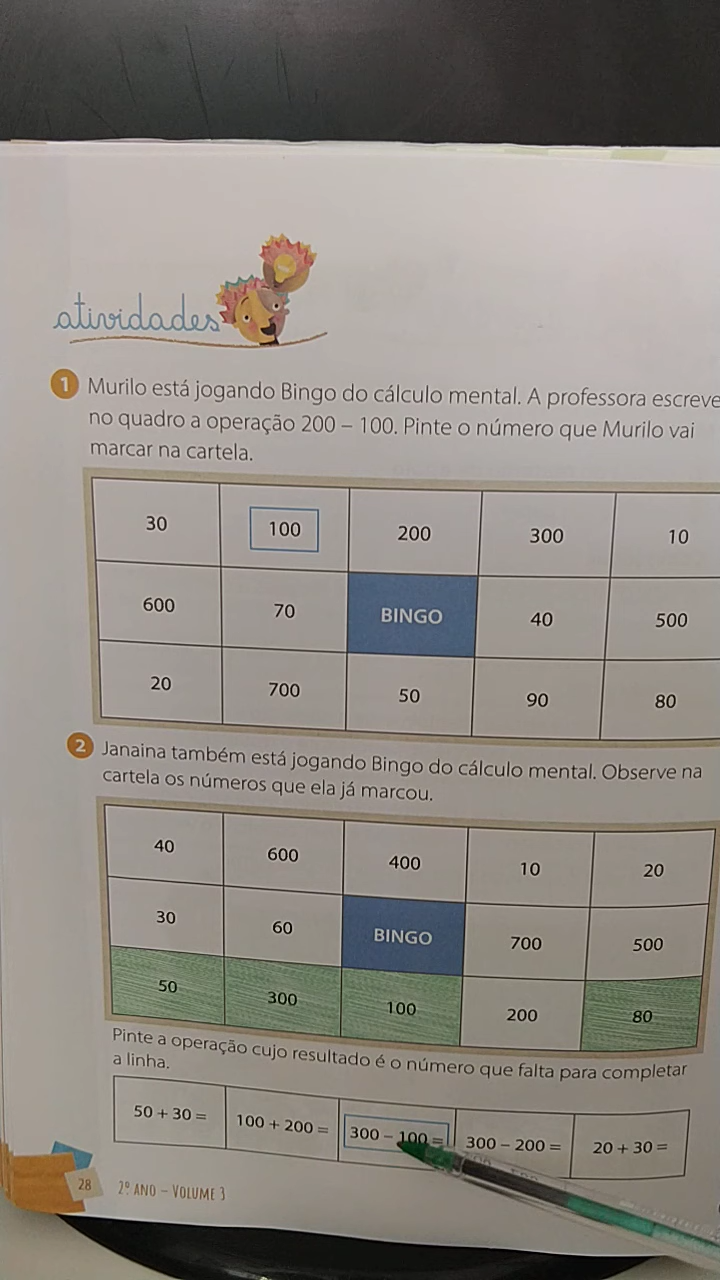 atividades
1 Murilo está jogando Bingo do cálculo mental. A professora escreve
no quadro a operação 200 – 100. Pinte o número que Murilo vai
marcar na cartela.
30 100 200 300 10
600 70 BINGO 40 500
20 700 50 90 80
2 Janaina também está jogando Bingo do cálculo mental. Observe na
cartela os números que ela já marcou.
40 600 400 10 20
30 60 BINGO 700 500
50 300 100 200 80
Pinte a operação cujo resultado é o número que falta para completar
a linha.
50 + 30 = 100 + 200 = 300 – 100 = 300 – 200 = 20 + 30 =
28 2º. ANO – VOLUME 3